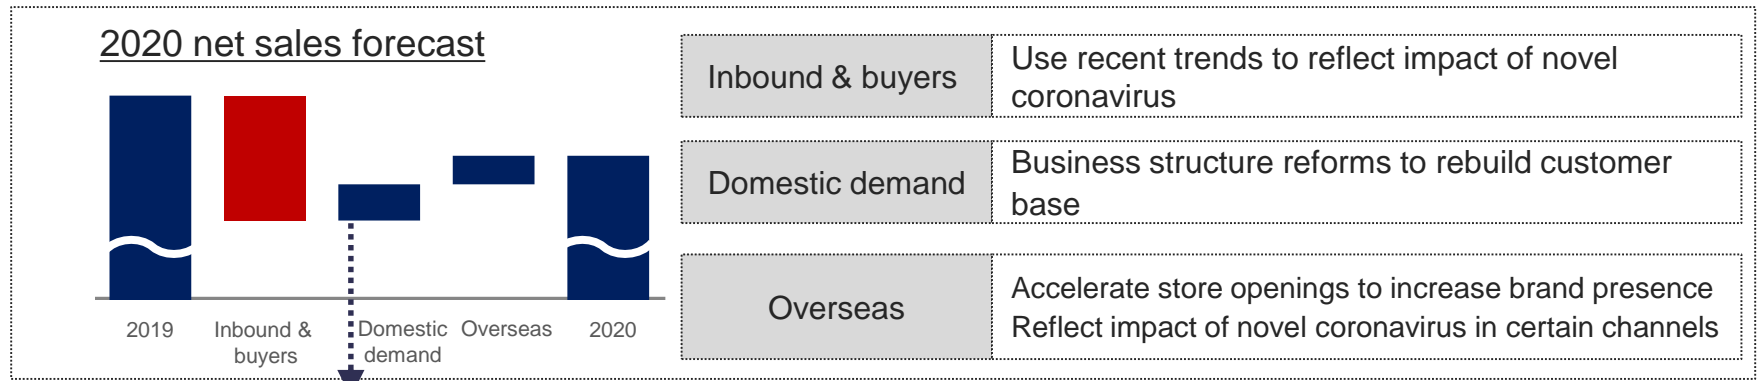 2020 net sales forecast
2019
Inbound &
buyers
Domestic
demand
Overseas
2020
Inbound & buyers
Use recent trends to reflect impact of novel
coronavirus
Domestic demand
Business structure reforms to rebuild customer
base
Overseas
Accelerate store openings to increase brand presence
Reflect impact of novel coronavirus in certain channels